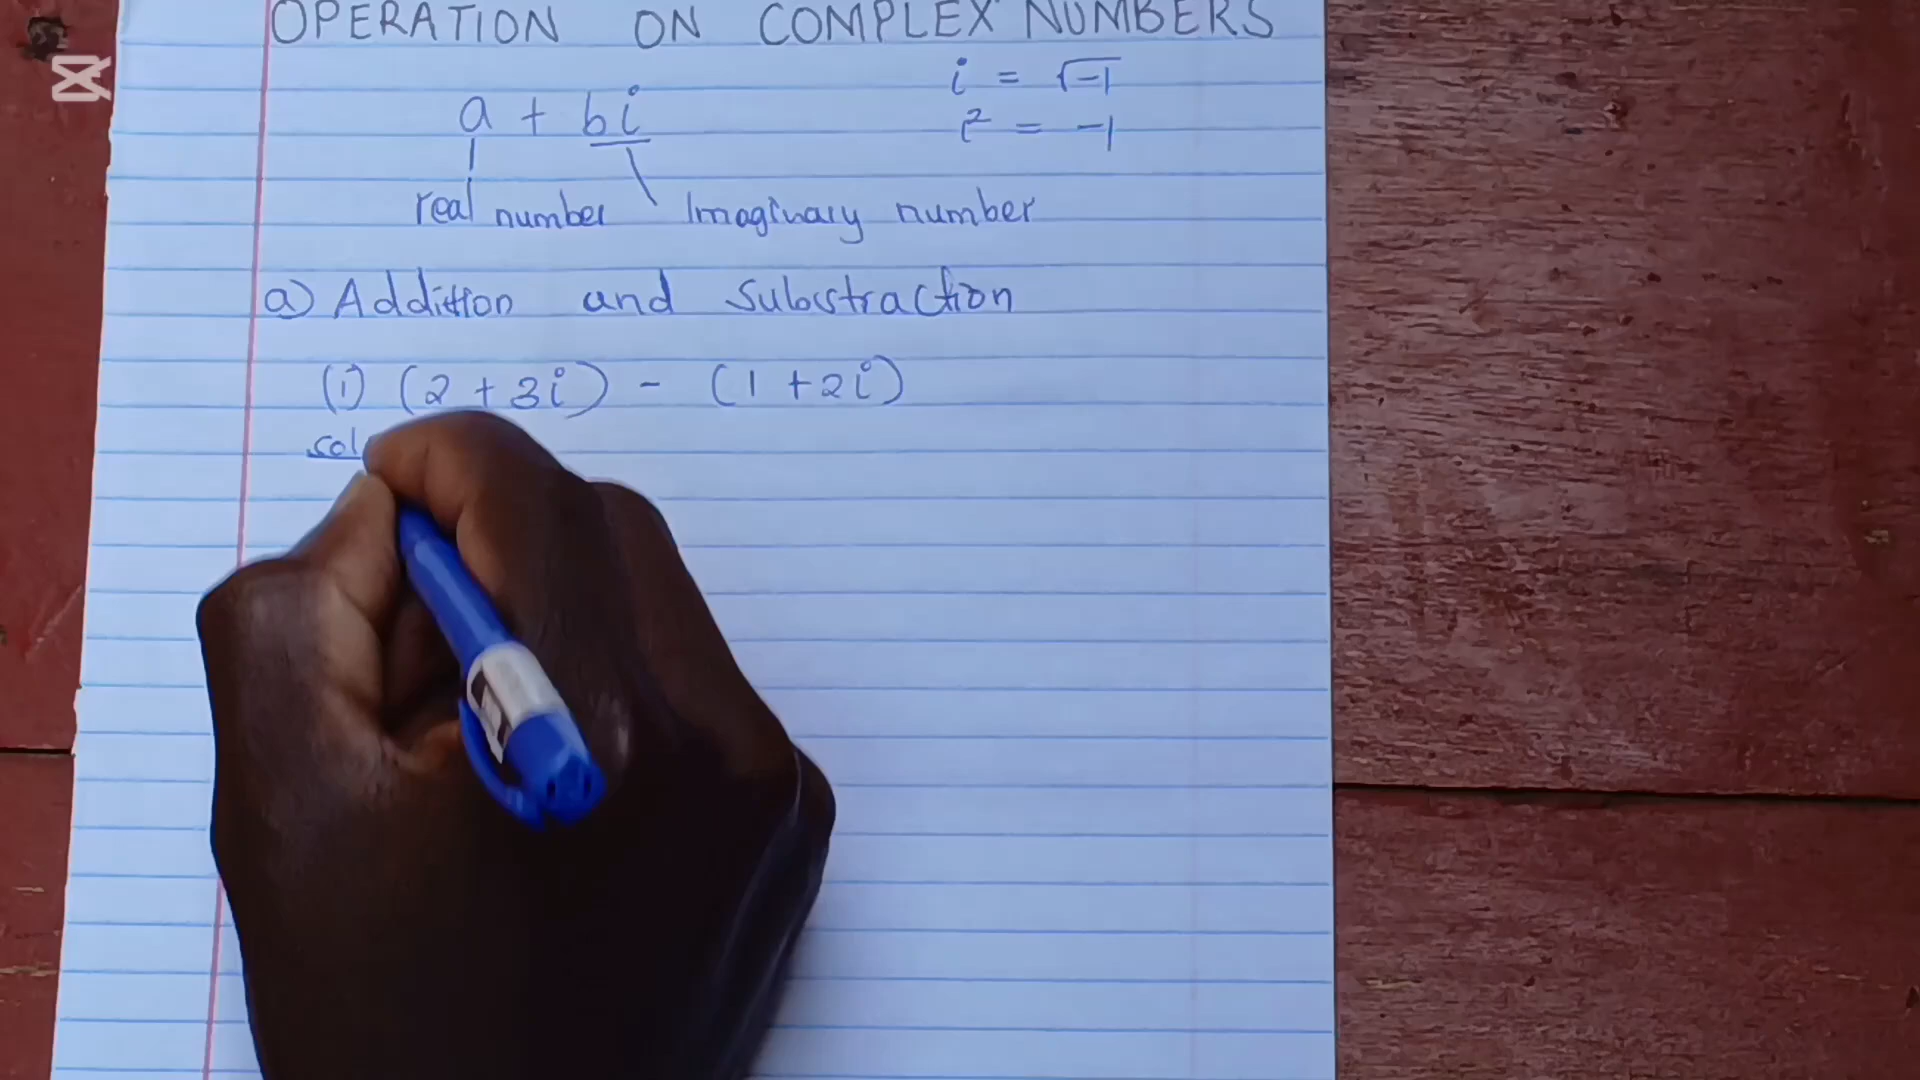 OPERATION ON COMPLEX NUMBERS
i = √-1
a + bi
i² = -1
real number Imaginary number
a) Addition and Substraction
(i) (2 + 3i) - (1 + 2i)
sol